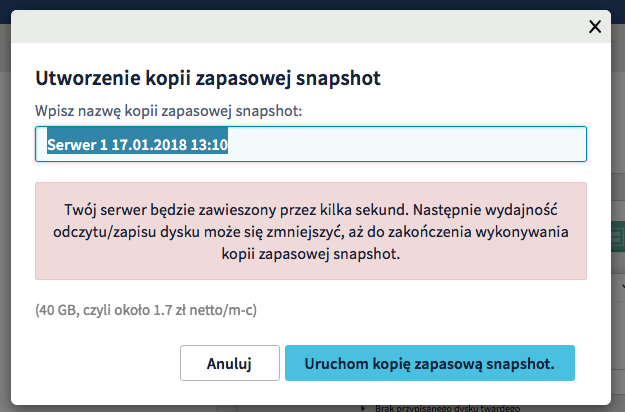 Utworzenie kopii zapasowej snapshot
Wpisz nazwę kopii zapasowej snapshot:
Serwer 1 17.01.2018 13:10
Twój serwer będzie zawieszony przez kilka sekund. Następnie wydajność
odczytu/zapisu dysku może się zmniejszyć, aż do zakończenia wykonywania
kopii zapasowej snapshot.
(40 GB, czyli około 1.7 zł netto/m-c)
Anuluj
Uruchom kopię zapasową snapshot.
Brak przypisanego dysku twardego